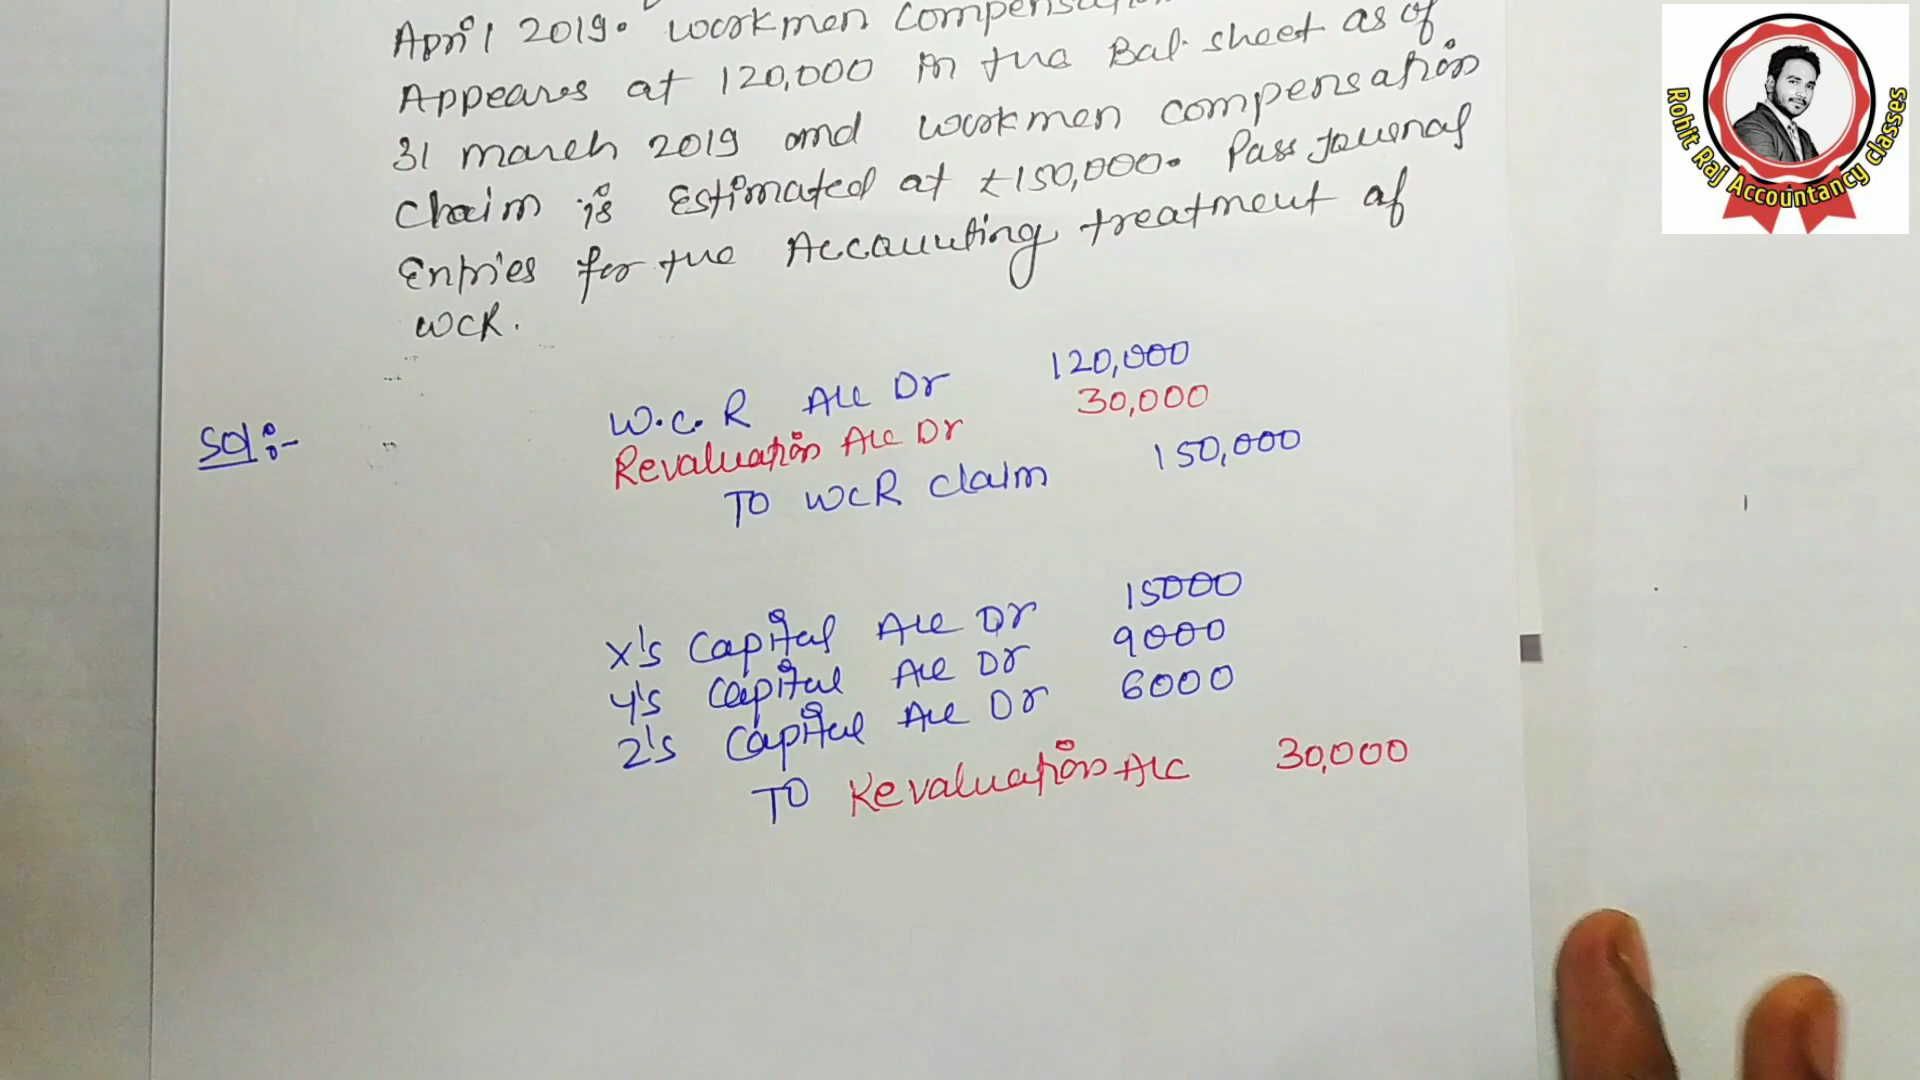 April 2019. workmen compensation
Appears at 120,000 in the Bal. sheet as of
31 march 2019 and workmen compensation
claim is Estimated at ₹150,000. Pass Journal
Entries for the Accounting treatment of
WCR.
Sol:-
W.C.R A/c Dr 120,000
Revaluation A/c Dr 30,000
To WCR claim 150,000
X's Capital A/c Dr 15000
Y's Capital A/c Dr 9000
Z's Capital A/c Dr 6000
To Revaluation A/c 30,000
Rohit Raj Accountancy classes